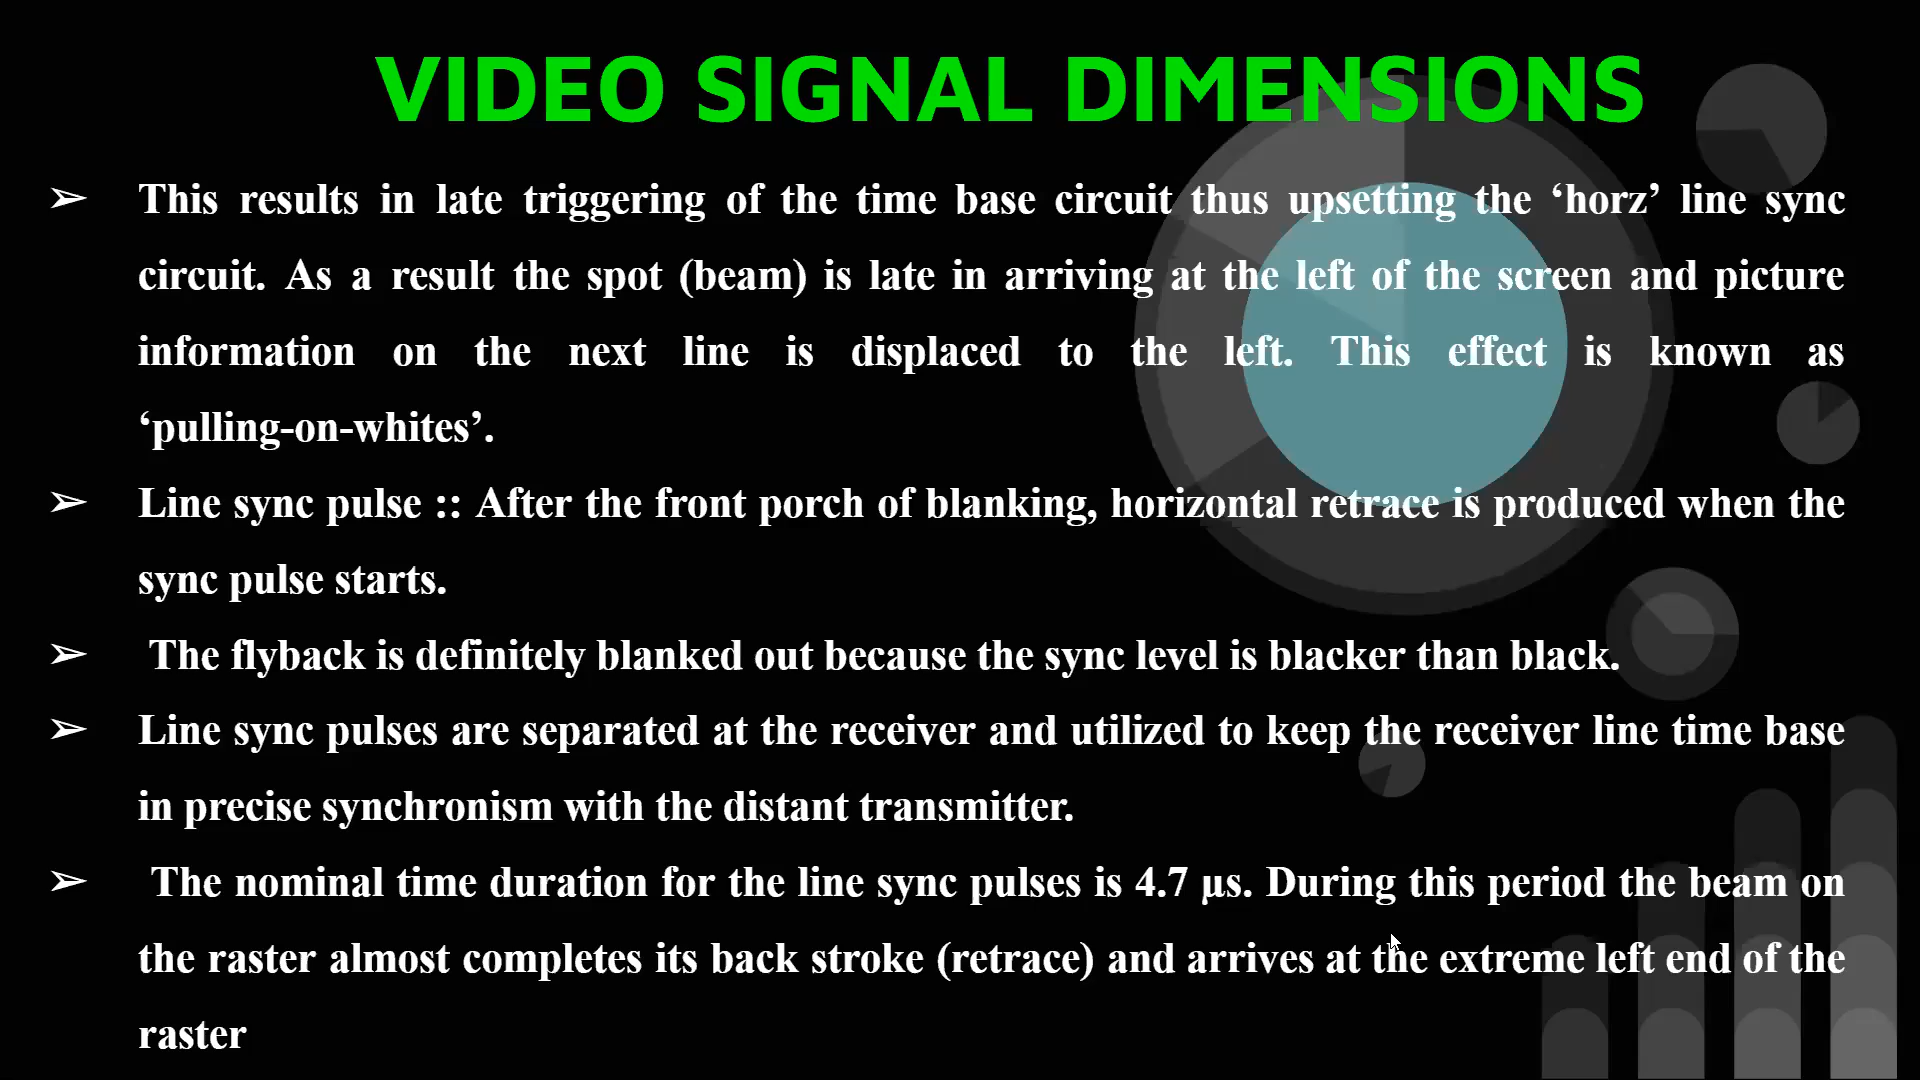 VIDEO SIGNAL DIMENSIONS
➢ This results in late triggering of the time base circuit thus upsetting the ‘horz’ line sync
circuit. As a result the spot (beam) is late in arriving at the left of the screen and picture
information on the next line is displaced to the left. This effect is known as
‘pulling-on-whites’.
➢ Line sync pulse :: After the front porch of blanking, horizontal retrace is produced when the
sync pulse starts.
➢ The flyback is definitely blanked out because the sync level is blacker than black.
➢ Line sync pulses are separated at the receiver and utilized to keep the receiver line time base
in precise synchronism with the distant transmitter.
➢ The nominal time duration for the line sync pulses is 4.7 μs. During this period the beam on
the raster almost completes its back stroke (retrace) and arrives at the extreme left end of the
raster